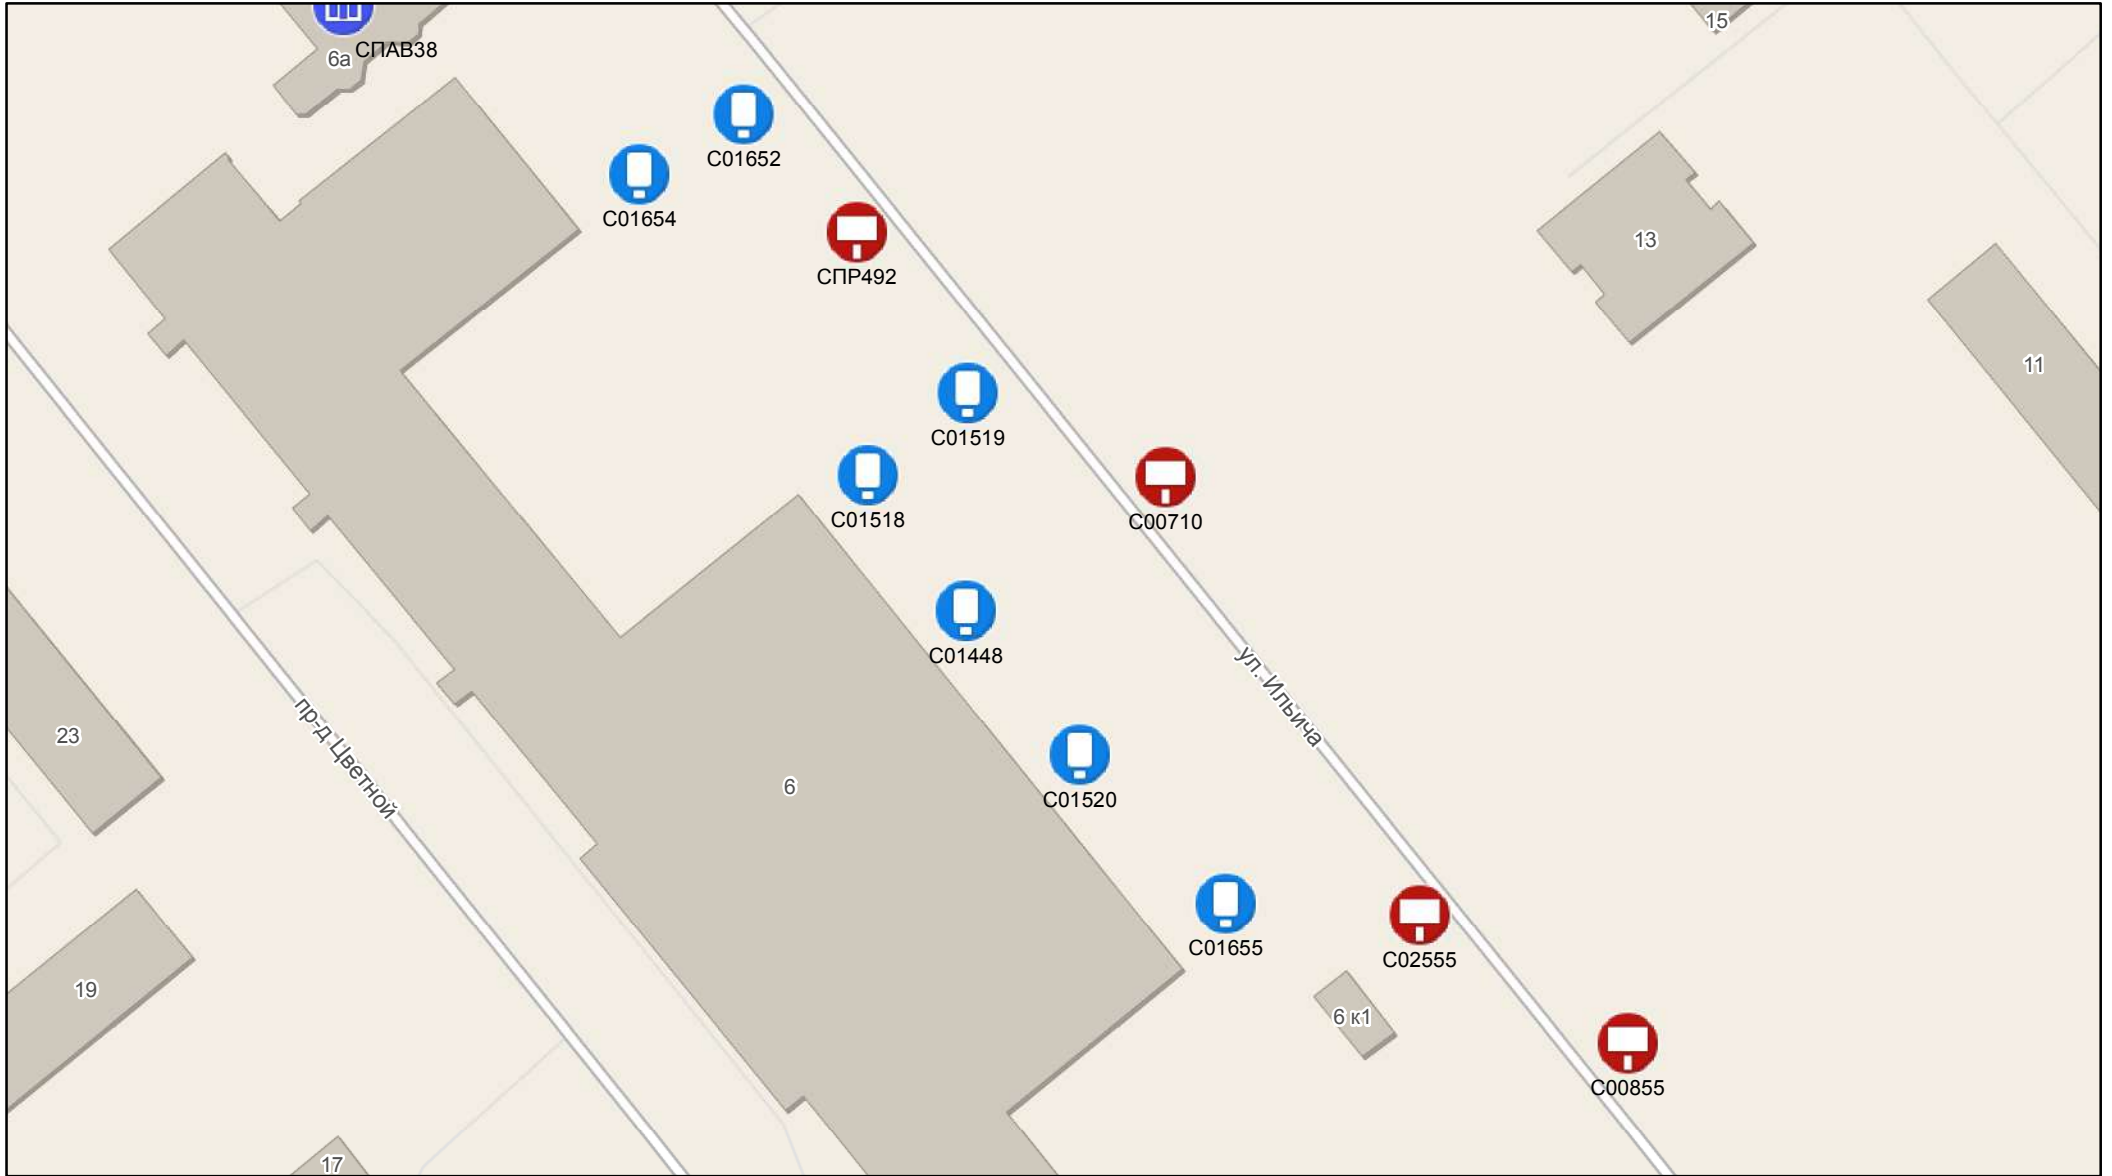 15
СПАВ38
6а
С01652
С01654
13
СПР492
11
С01519
С01518
С00710
С01448
ул. Ильича
23
пр-д Цветной
6
С01520
С01655
С02555
19
6 к1
С00855
17